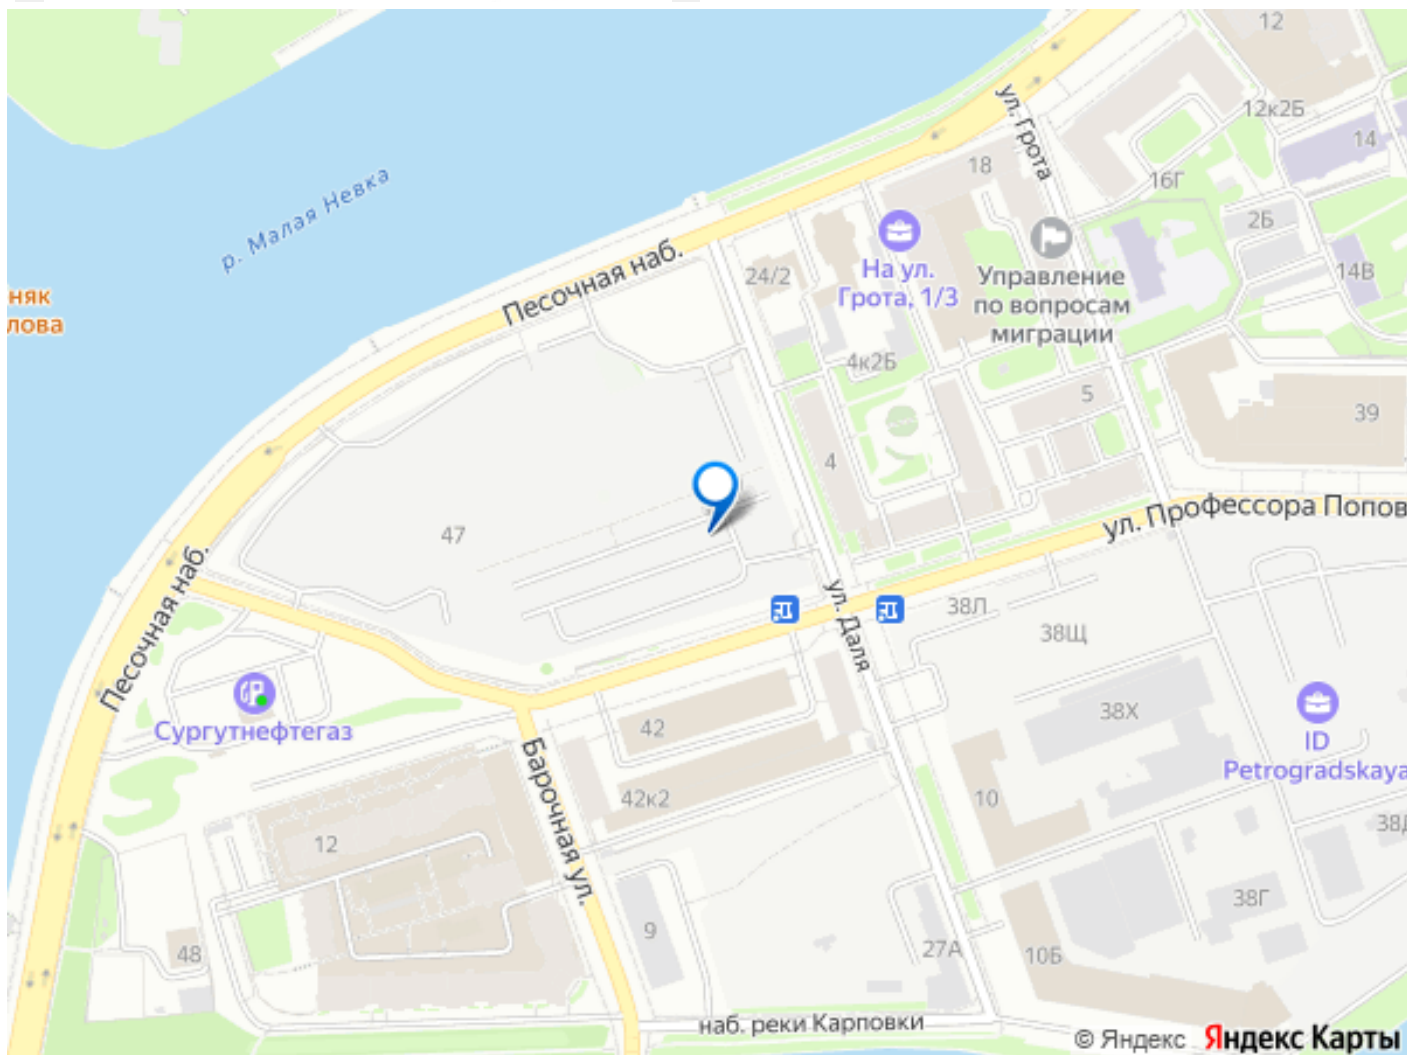 12
ул. Грота
12к2Б
14
18
16Г
р. Малая Невка
2Б
Песочная наб.
24/2
На ул.
Грота, 1/3
Управление
по вопросам
миграции
14В
няк
лова
4к2Б
5
39
4
47
ул. Профессора Попов
Песочная наб.
ул. Даля
38Л
38Щ
Сургутнефтегаз
42
38Х
ID
Petrogradskaya
Барочная ул.
42к2
10
12
38Г
9
48
27А
10Б
наб. реки Карповки
© Яндекс Яндекс Карты